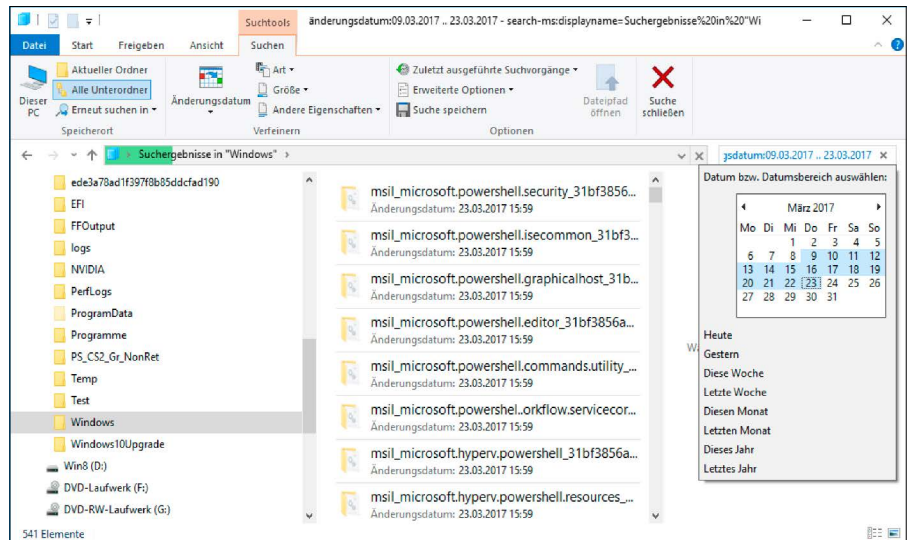 Suchtools
änderungsdatum:09.03.2017 .. 23.03.2017 - search-ms:displayname=Suchergebnisse%20in%20"Wi
Datei Start Freigeben Ansicht Suchen
Dieser PC
Aktueller Ordner
Alle Unterordner
Erneut suchen in
Speicherort
Änderungsdatum
Art
Größe
Andere Eigenschaften
Verfeinern
Zuletzt ausgeführte Suchvorgänge
Erweiterte Optionen
Suche speichern
Dateipfad öffnen
Optionen
Suche schließen
Suchergebnisse in "Windows"
gsdatum:09.03.2017 .. 23.03.2017
ede3a78ad1f397f8b85ddcfad190
EFI
FFOutput
logs
NVIDIA
PerfLogs
ProgramData
Programme
PS_CS2_Gr_NonRet
Temp
Test
Windows
Windows10Upgrade
Win8 (D:)
DVD-Laufwerk (F:)
DVD-RW-Laufwerk (G:)
msil_microsoft.powershell.security_31bf3856...
Änderungsdatum: 23.03.2017 15:59
msil_microsoft.powershell.isecommon_31bf3...
Änderungsdatum: 23.03.2017 15:59
msil_microsoft.powershell.graphicalhost_31b...
Änderungsdatum: 23.03.2017 15:59
msil_microsoft.powershell.editor_31bf3856a...
Änderungsdatum: 23.03.2017 15:59
msil_microsoft.powershell.commands.utility_...
Änderungsdatum: 23.03.2017 15:59
msil_microsoft.powershel..orkflow.servicecor...
Änderungsdatum: 23.03.2017 15:59
msil_microsoft.hyperv.powershell_31bf3856a...
Änderungsdatum: 23.03.2017 15:59
msil_microsoft.hyperv.powershell.resources_...
Änderungsdatum: 23.03.2017 15:59
Datum bzw. Datumsbereich auswählen:
März 2017
Mo Di Mi Do Fr Sa So
1 2 3 4 5
6 7 8 9 10 11 12
13 14 15 16 17 18 19
20 21 22 23 24 25 26
27 28 29 30 31
Heute
Gestern
Diese Woche
Letzte Woche
Diesen Monat
Letzten Monat
Dieses Jahr
Letztes Jahr
541 Elemente